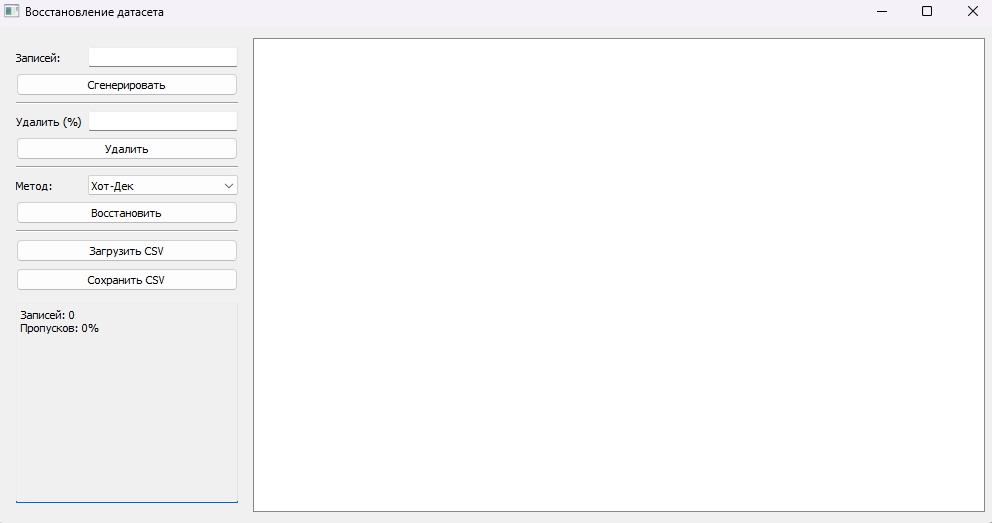 Восстановление датасета
Записей:
Сгенерировать
Удалить (%)
Удалить
Метод: Хот-Дек
Восстановить
Загрузить CSV
Сохранить CSV
Записей: 0
Пропусков: 0%